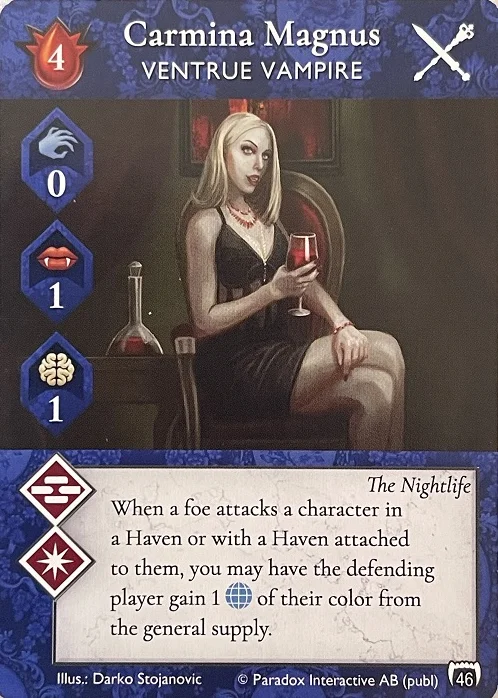 Carmina Magnus
4
VENTRUE VAMPIRE
0
1
1
The Nightlife
When a foe attacks a character in
a Haven or with a Haven attached
to them, you may have the defending
player gain 1 of their color from
the general supply.
Illus.: Darko Stojanovic © Paradox Interactive AB (publ) 46